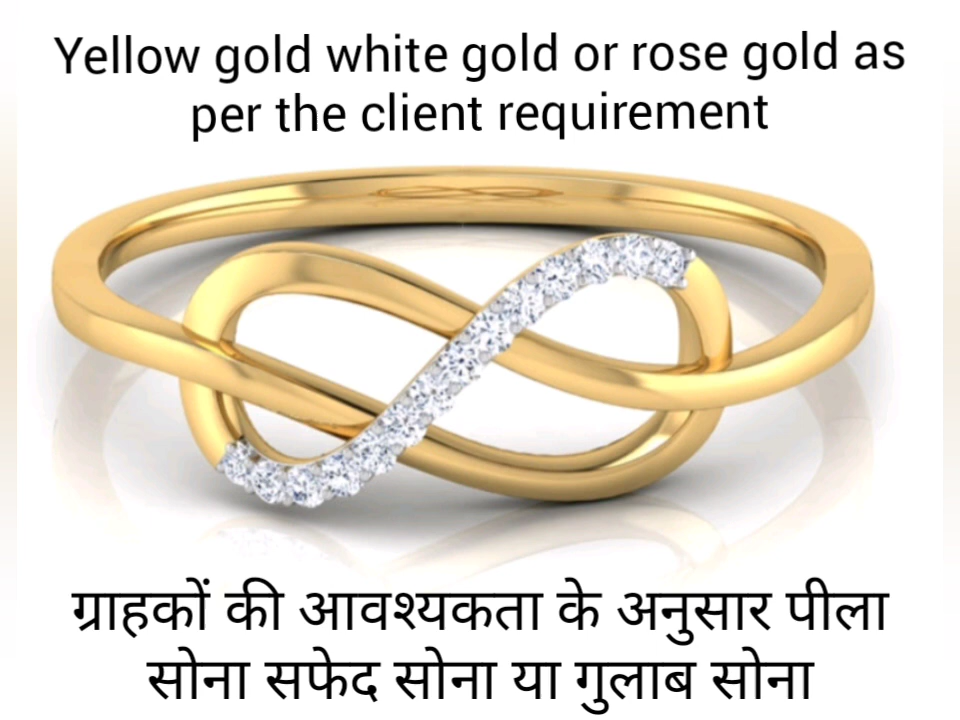 Yellow gold white gold or rose gold as
per the client requirement
ग्राहकों की आवश्यकता के अनुसार पीला
सोना सफेद सोना या गुलाब सोना